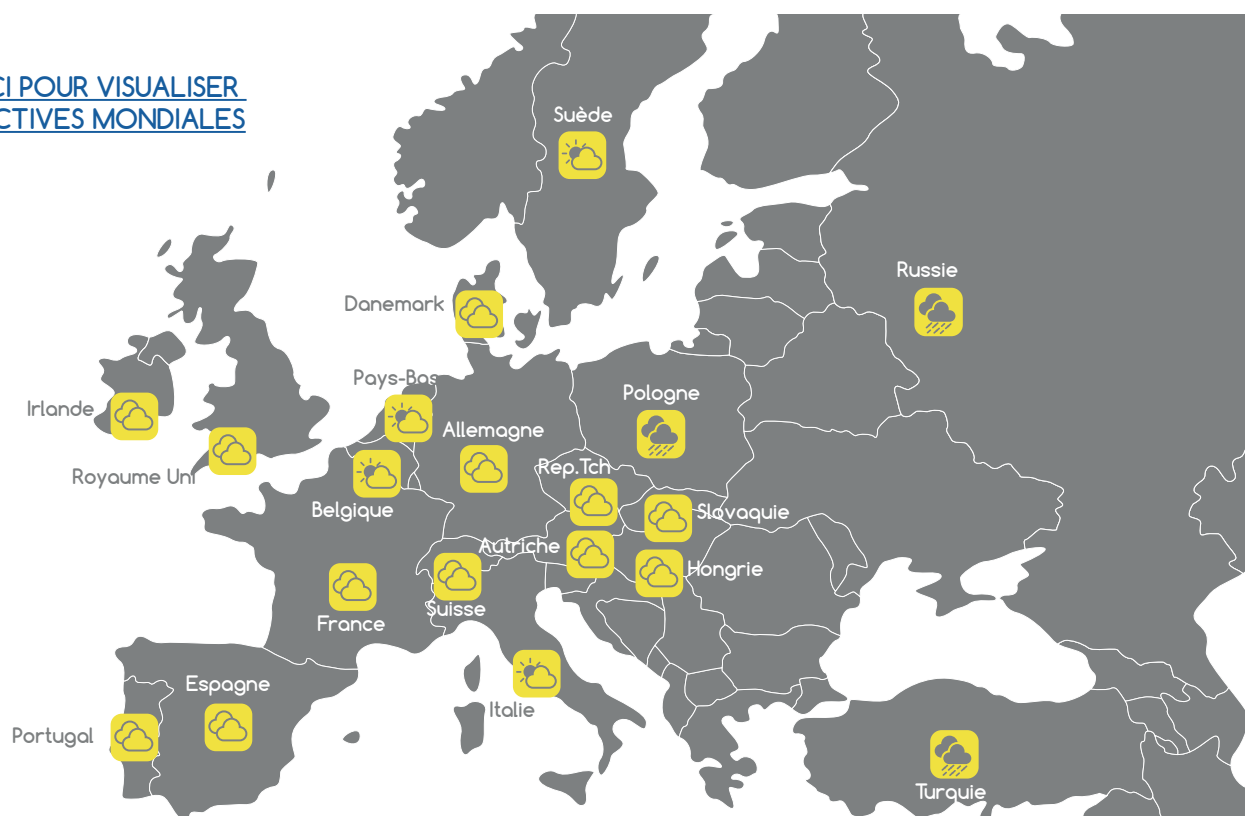 CI POUR VISUALISER
CTIVES MONDIALES
Suède
Russie
Danemark
Pays-Bas
Pologne
Irlande
Allemagne
Rep.Tch
Royaume Uni
Belgique
Slovaquie
Autriche
Hongrie
Suisse
France
Espagne
Italie
Portugal
Turquie